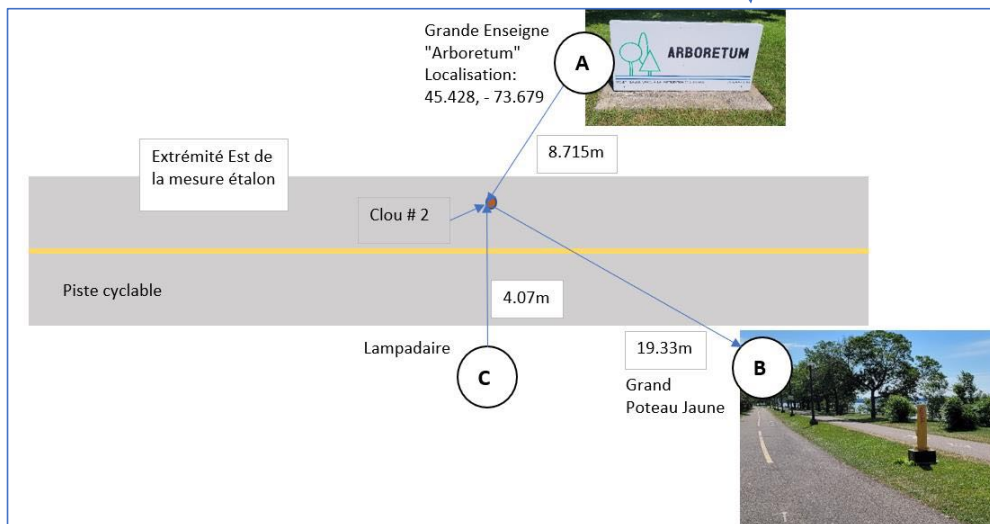 Grande Enseigne
"Arboretum"
Localisation:
45.428, - 73.679
A
ARBORETUM
8.715m
Extrémité Est de
la mesure étalon
Clou # 2
Piste cyclable
4.07m
Lampadaire
C
19.33m
B
Grand
Poteau Jaune